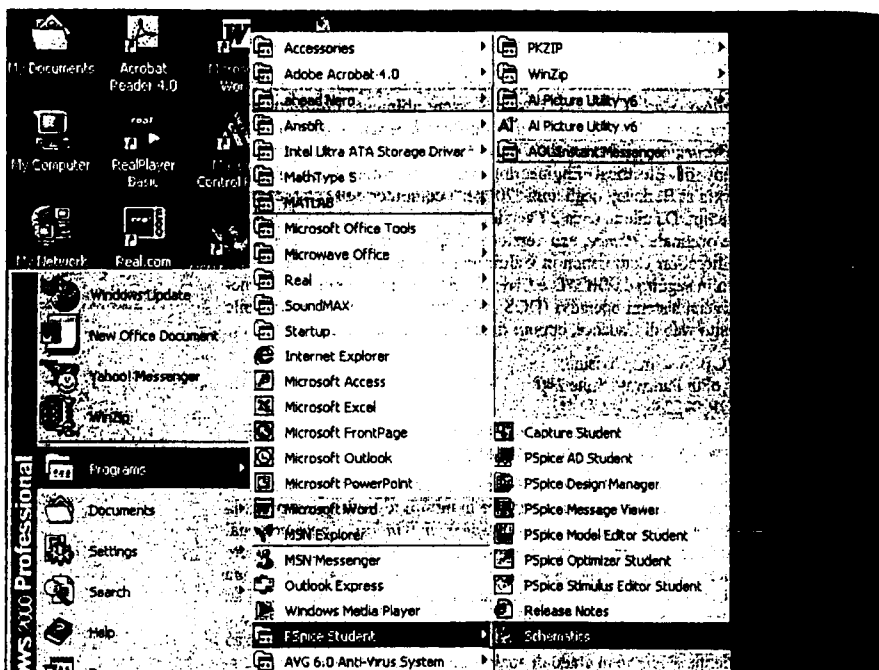 My Documents
Acrobat
Reader 4.0
My Computer
RealPlayer
Basic
Control
My Network
Real.com
Windows Update
New Office Document
Yahoo! Messenger
WinZip
Programs
Documents
Settings
Search
Help
2000 Professional
Accessories
Adobe Acrobat 4.0
ahead Nero
Ansoft
Intel Ultra ATA Storage Driver
MathType 5
MATLAB
Microsoft Office Tools
Microwave Office
Real
SoundMAX
Startup
Internet Explorer
Microsoft Access
Microsoft Excel
Microsoft FrontPage
Microsoft Outlook
Microsoft PowerPoint
Microsoft Word
MSN Explorer
MSN Messenger
Outlook Express
Windows Media Player
PSpice Student
AVG 6.0 Anti-Virus System
PKZIP
WinZip
AI Picture Utility v6
AI Picture Utility v6
Instant Messenger
Capture Student
PSpice AD Student
PSpice Design Manager
PSpice Message Viewer
PSpice Model Editor Student
PSpice Optimizer Student
PSpice Stimulus Editor Student
Release Notes
Schematics